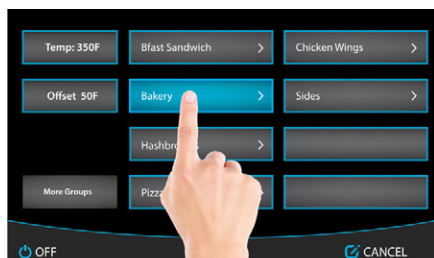 Temp: 350F
Bfast Sandwich
Chicken Wings
Offset 50F
Bakery
Sides
More Groups
OFF
CANCEL